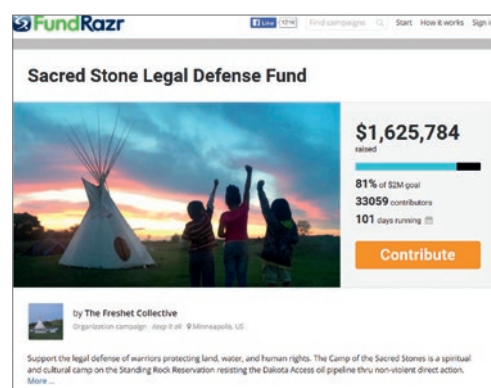 FundRazr
Like 121K Find campaigns Start How it works Sign i
Sacred Stone Legal Defense Fund
$1,625,784
raised
81% of $2M goal
33059 contributors
101 days running
Contribute
by The Freshet Collective
Organization campaign Keep it all Minneapolis, US
Support the legal defense of warriors protecting land, water, and human rights. The Camp of the Sacred Stones is a spiritual
and cultural camp on the Standing Rock Reservation resisting the Dakota Access oil pipeline thru non-violent direct action.
More ...